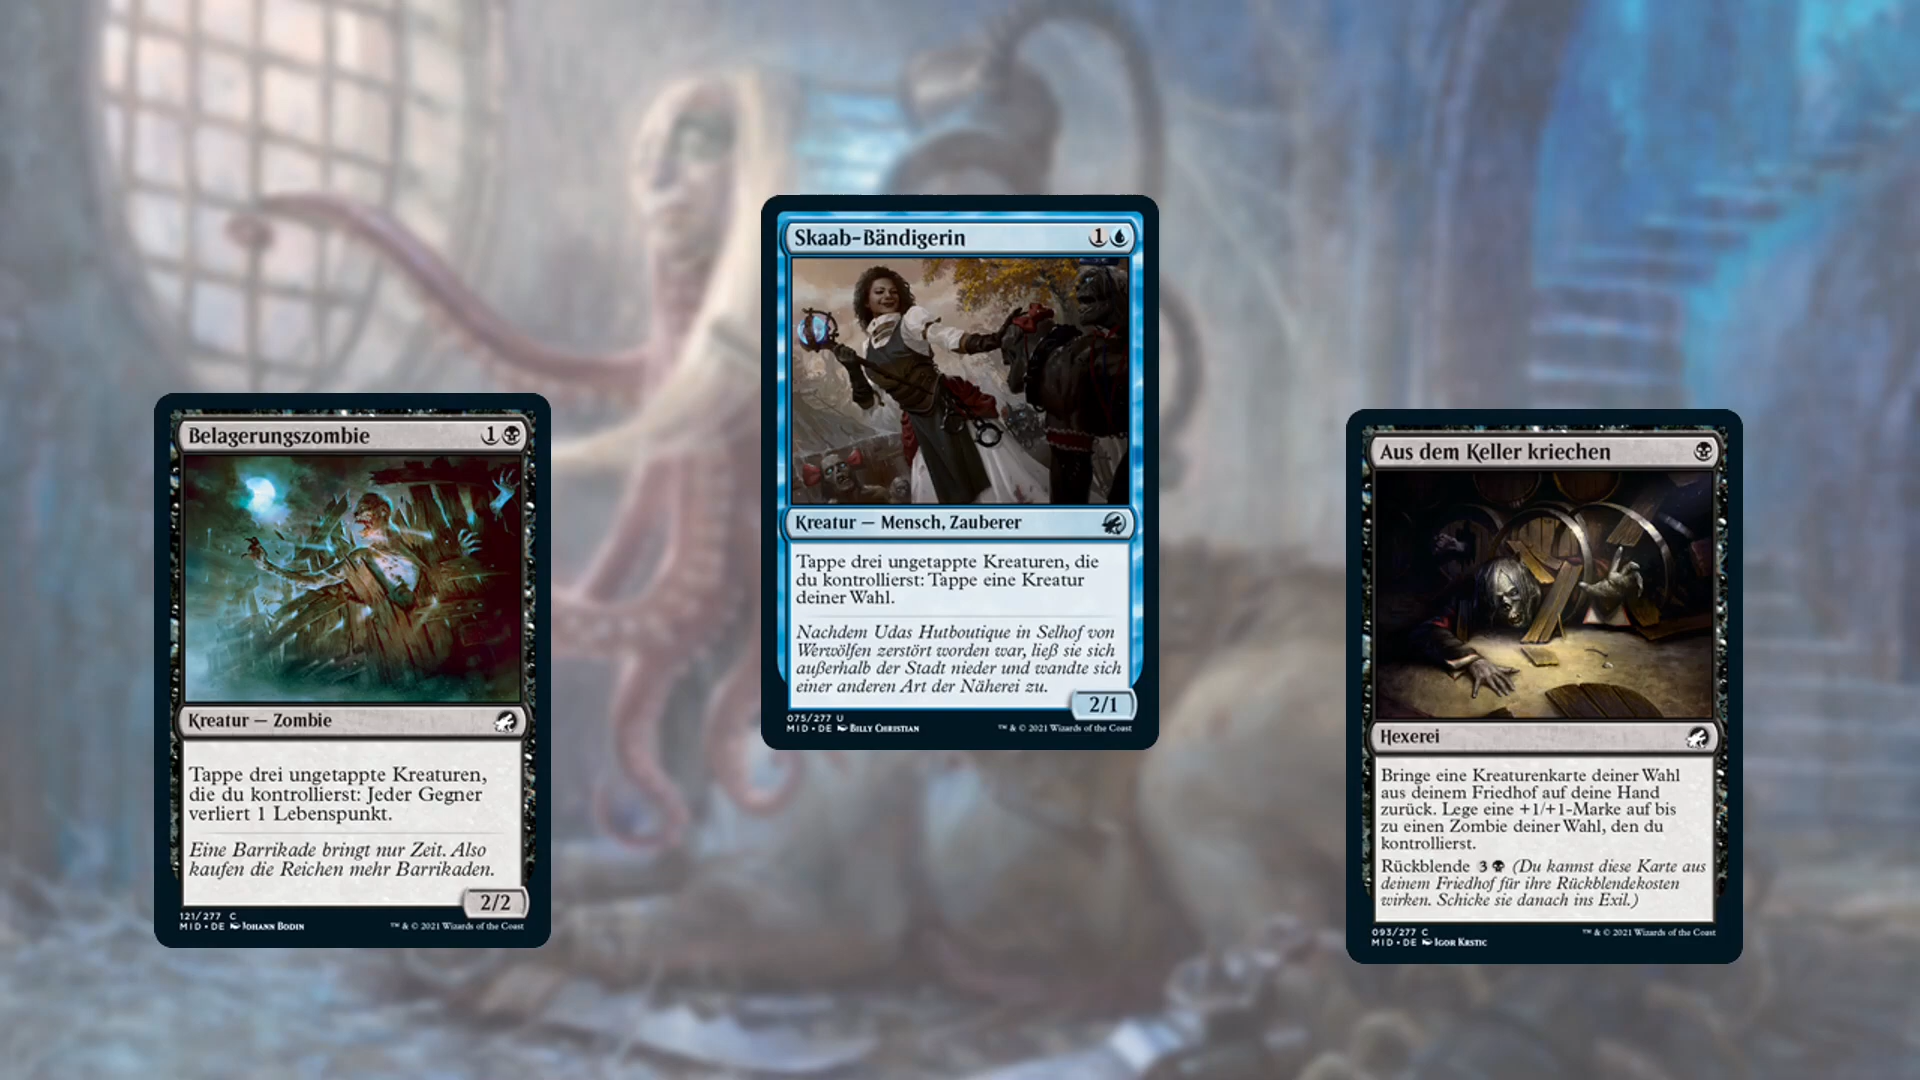 Belagerungszombie 1
Kreatur — Zombie
Tappe drei ungetappte Kreaturen,
die du kontrollierst: Jeder Gegner
verliert 1 Lebenspunkt.
Eine Barrikade bringt nur Zeit. Also
kaufen die Reichen mehr Barrikaden.
2/2
121/277 C
MID • DE Johann Bodin
™ & © 2021 Wizards of the Coast
Skaab-Bändigerin 1
Kreatur — Mensch, Zauberer
Tappe drei ungetappte Kreaturen, die
du kontrollierst: Tappe eine Kreatur
deiner Wahl.
Nachdem Udas Hutboutique in Selhof von
Werwölfen zerstört worden war, ließ sie sich
außerhalb der Stadt nieder und wandte sich
einer anderen Art der Näherei zu.
2/1
075/277 U
MID • DE Billy Christian
™ & © 2021 Wizards of the Coast
Aus dem Keller kriechen
Hexerei
Bringe eine Kreaturenkarte deiner Wahl
aus deinem Friedhof auf deine Hand
zurück. Lege eine +1/+1-Marke auf bis
zu einen Zombie deiner Wahl, den du
kontrollierst.
Rückblende 3 (Du kannst diese Karte aus
deinem Friedhof für ihre Rückblendekosten
wirken. Schicke sie danach ins Exil.)
093/277 C
MID • DE Igor Krstic
™ & © 2021 Wizards of the Coast